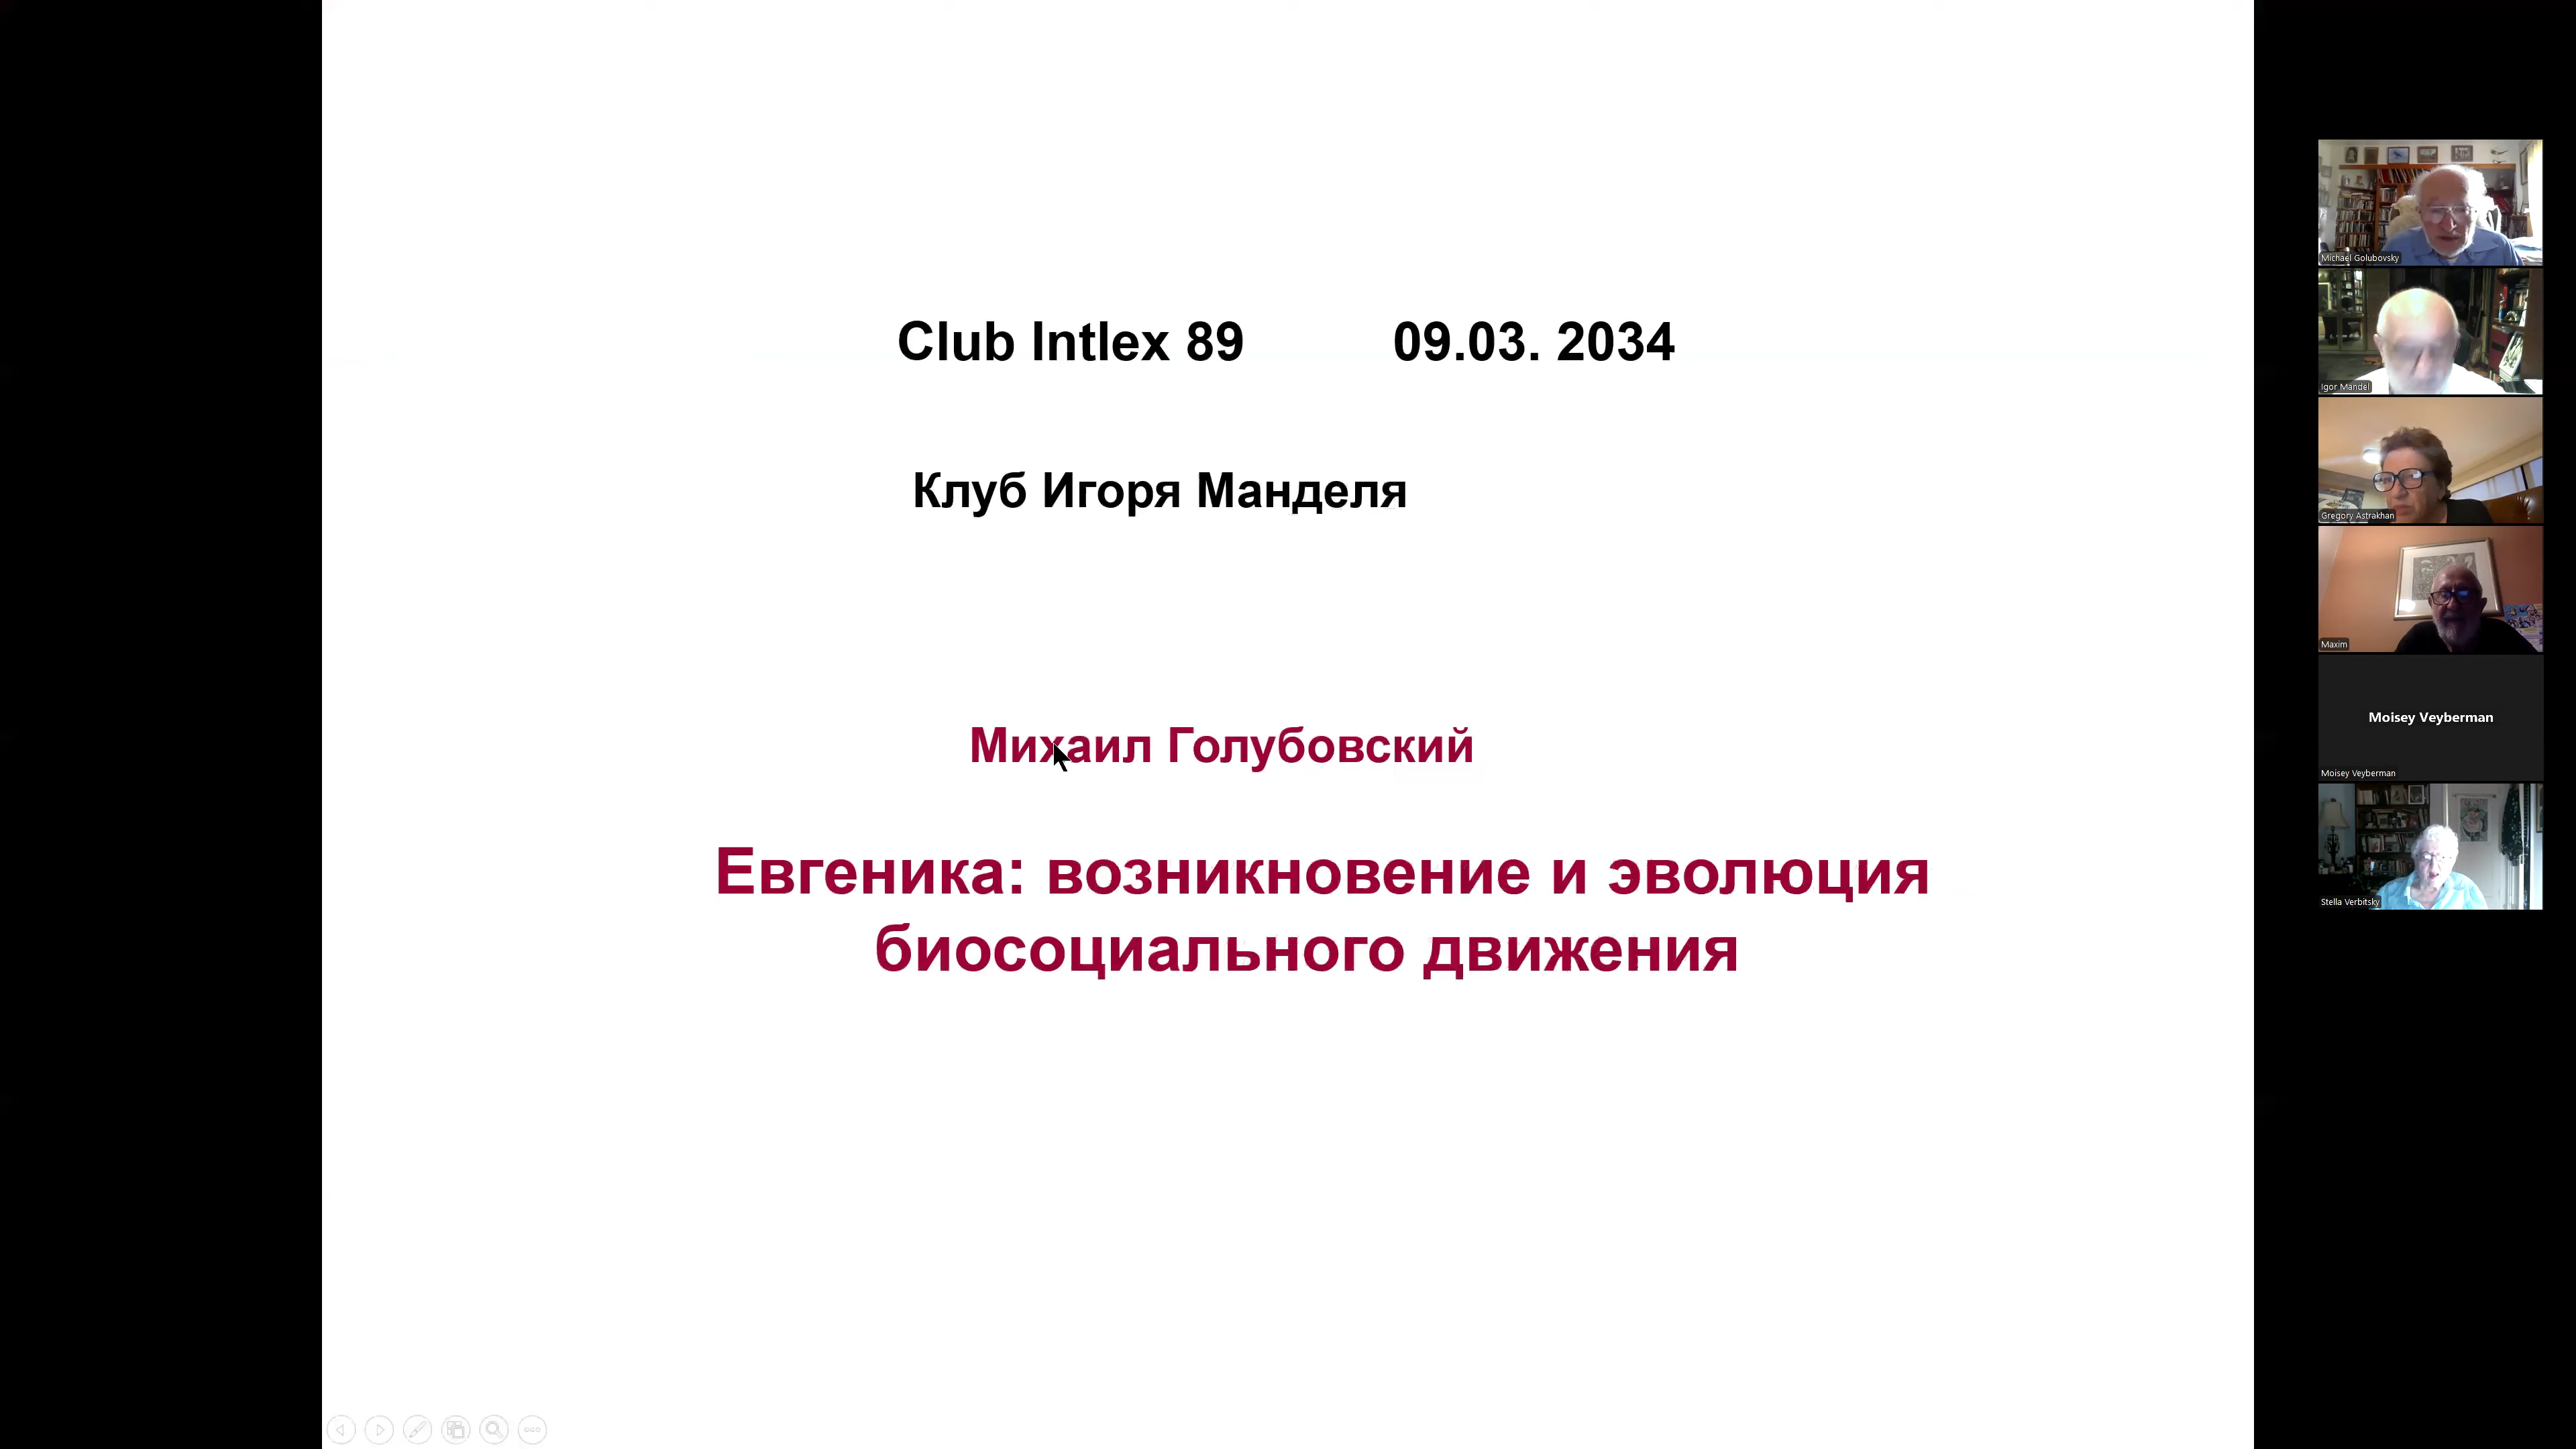 Club Intlex 89 09.03. 2034
Клуб Игоря Манделя
Михаил Голубовский
Евгеника: возникновение и эволюция
биосоциального движения
Michael Golubovsky
Igor Mandel
Gregory Astrakhan
Maxim
Moisey Veyberman
Moisey Veyberman
Stella Verbitsky